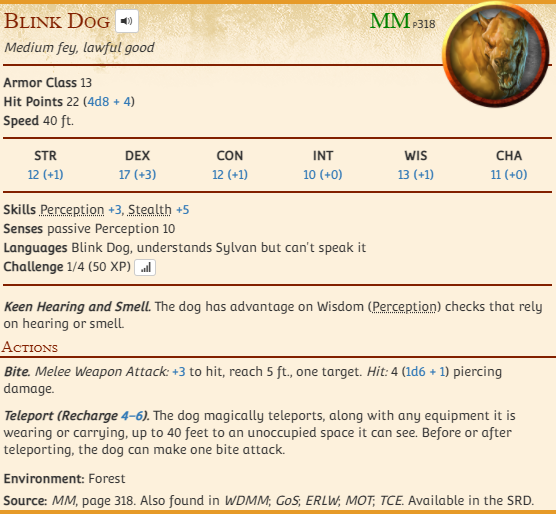 Blink Dog MM P318
Medium fey, lawful good
Armor Class 13
Hit Points 22 (4d8 + 4)
Speed 40 ft.
STR DEX CON INT WIS CHA
12 (+1) 17 (+3) 12 (+1) 10 (+0) 13 (+1) 11 (+0)
Skills Perception +3, Stealth +5
Senses passive Perception 10
Languages Blink Dog, understands Sylvan but can't speak it
Challenge 1/4 (50 XP)
Keen Hearing and Smell. The dog has advantage on Wisdom (Perception) checks that rely
on hearing or smell.
Actions
Bite. Melee Weapon Attack: +3 to hit, reach 5 ft., one target. Hit: 4 (1d6 + 1) piercing
damage.
Teleport (Recharge 4–6). The dog magically teleports, along with any equipment it is
wearing or carrying, up to 40 feet to an unoccupied space it can see. Before or after
teleporting, the dog can make one bite attack.
Environment: Forest
Source: MM, page 318. Also found in WDMM; GoS; ERLW; MOT; TCE. Available in the SRD.